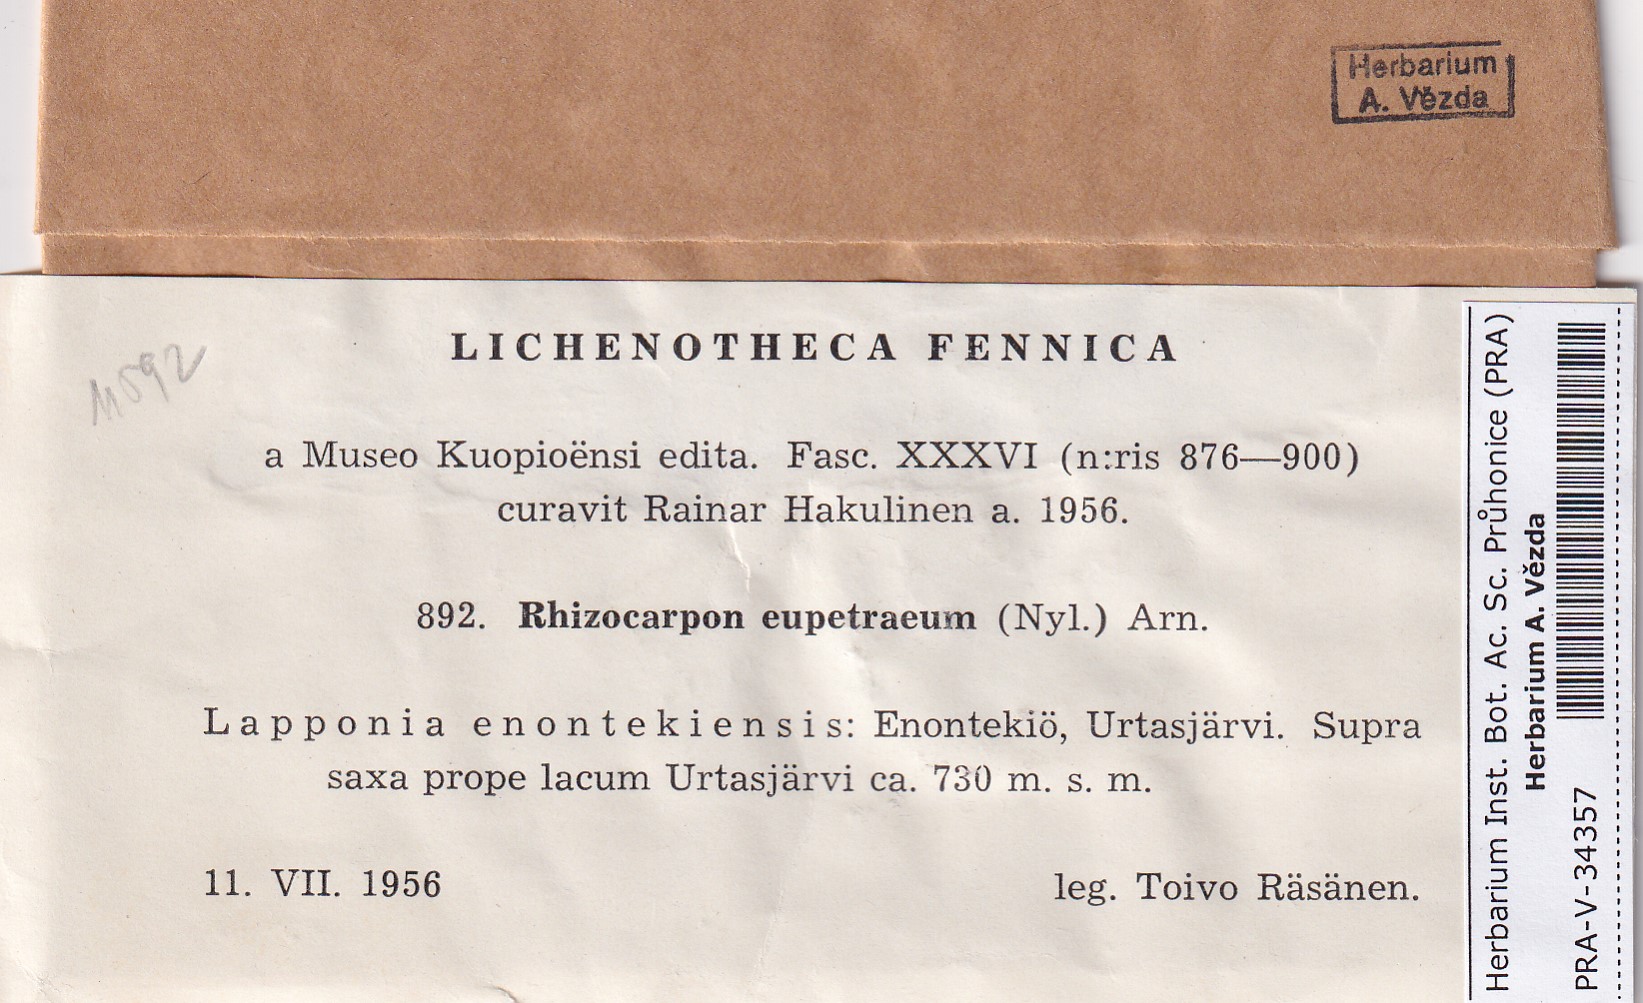 Herbarium
A. Vězda
LICHENOTHECA FENNICA
a Museo Kuopioënsi edita. Fasc. XXXVI (n:ris 876—900)
curavit Rainar Hakulinen a. 1956.
892. Rhizocarpon eupetraeum (Nyl.) Arn.
Lapponia enontekiensis: Enontekiö, Urtasjärvi. Supra
saxa prope lacum Urtasjärvi ca. 730 m. s. m.
11. VII. 1956
leg. Toivo Räsänen.
Herbarium Inst. Bot. Ac. Sc. Průhonice (PRA)
Herbarium A. Vězda
PRA-V-34357